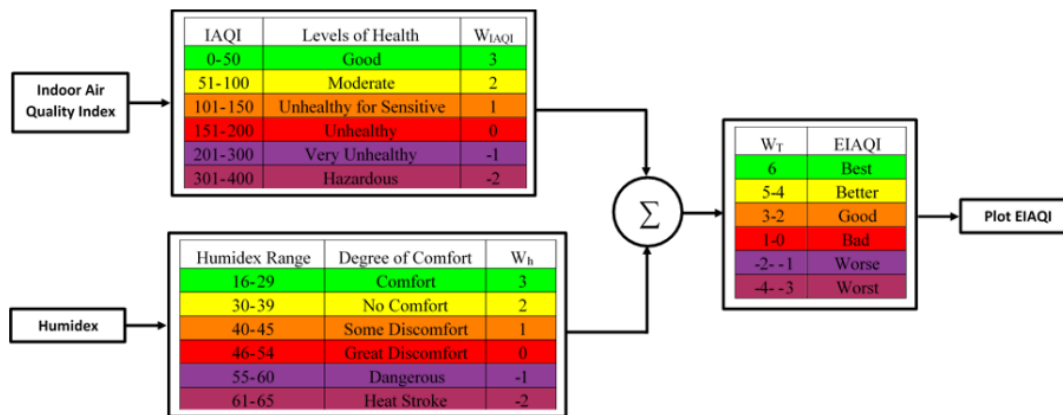 Indoor Air
Quality Index
IAQI Levels of Health W_IAQI
0-50 Good 3
51-100 Moderate 2
101-150 Unhealthy for Sensitive 1
151-200 Unhealthy 0
201-300 Very Unhealthy -1
301-400 Hazardous -2
Humidex
Humidex Range Degree of Comfort W_h
16-29 Comfort 3
30-39 No Comfort 2
40-45 Some Discomfort 1
46-54 Great Discomfort 0
55-60 Dangerous -1
61-65 Heat Stroke -2
Σ
W_T EIAQI
6 Best
5-4 Better
3-2 Good
1-0 Bad
-2--1 Worse
-4--3 Worst
Plot EIAQI